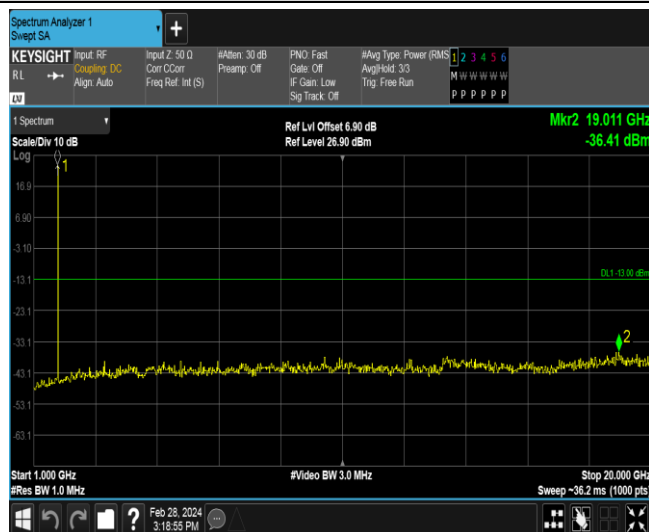 Spectrum Analyzer 1
Swept SA
+
KEYSIGHT Input: RF Input Z: 50 Ω #Atten: 30 dB PNO: Fast #Avg Type: Power (RMS 1 2 3 4 5 6
RL Coupling: DC Corr CCorr Preamp: Off Gate: Off Avg|Hold: 3/3 M W W W W W
Align: Auto Freq Ref: Int (S) IF Gain: Low Trig: Free Run
LXI Sig Track: Off P P P P P P
1 Spectrum Ref Lvl Offset 6.90 dB Mkr2 19.011 GHz
Scale/Div 10 dB Ref Level 26.90 dBm -36.41 dBm
Log
1
16.9
6.90
-3.10
DL1 -13.00 dBm
-13.1
-23.1
-33.1
2
-43.1
-53.1
-63.1
Start 1.000 GHz #Video BW 3.0 MHz Stop 20.000 GHz
#Res BW 1.0 MHz Sweep ~36.2 ms (1000 pts)
? Feb 28, 2024
3:18:55 PM